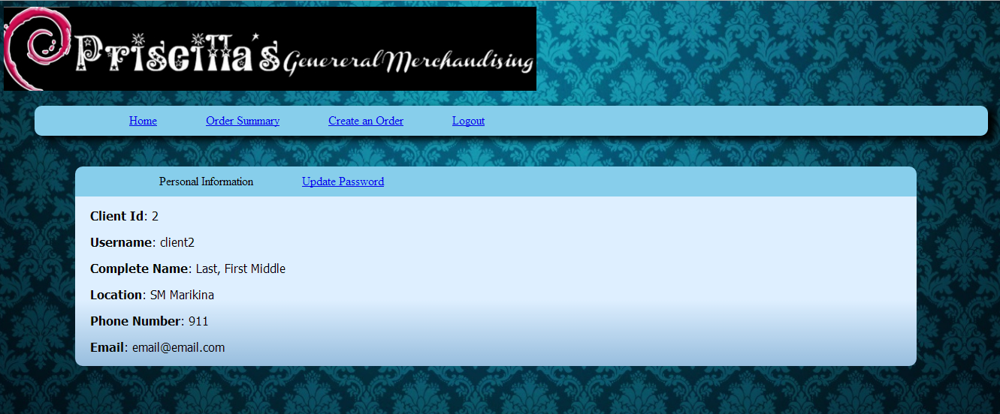 Priscilla's Genereral Merchandising
Home Order Summary Create an Order Logout
Personal Information Update Password
Client Id: 2
Username: client2
Complete Name: Last, First Middle
Location: SM Marikina
Phone Number: 911
Email: email@email.com